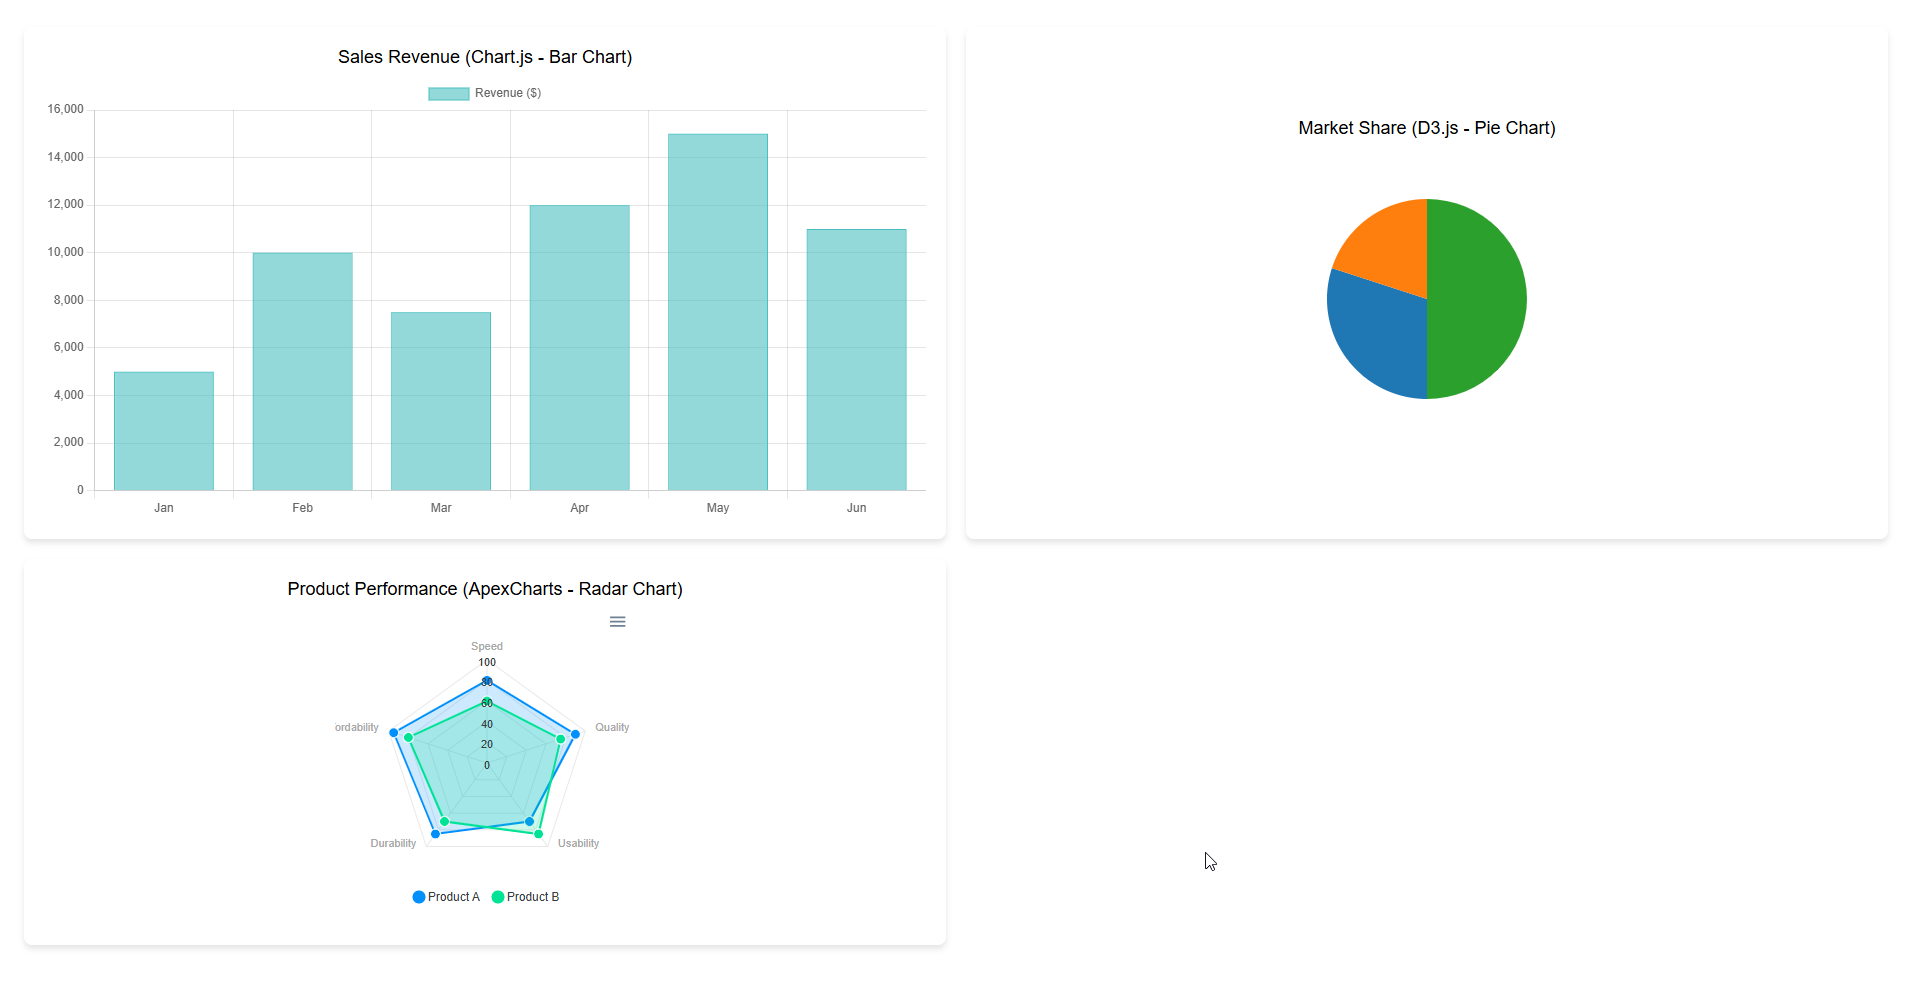 Sales Revenue (Chart.js - Bar Chart)
Revenue ($)
16,000
14,000
12,000
10,000
8,000
6,000
4,000
2,000
0
Jan Feb Mar Apr May Jun
Market Share (D3.js - Pie Chart)
Product Performance (ApexCharts - Radar Chart)
Speed
100
80
60
40
20
0
ordability
Quality
Durability
Usability
Product A Product B